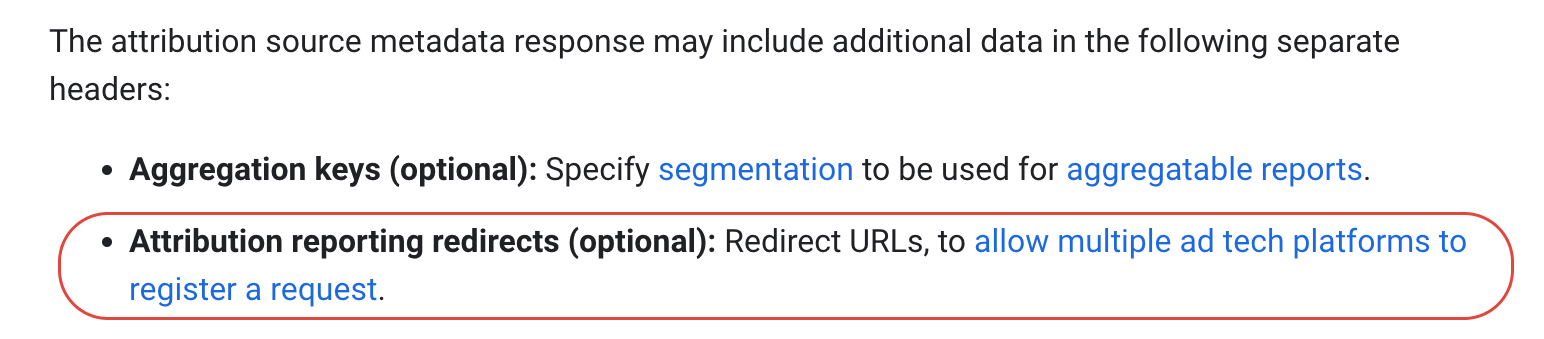 The attribution source metadata response may include additional data in the following separate
headers:
• Aggregation keys (optional): Specify segmentation to be used for aggregatable reports.
• Attribution reporting redirects (optional): Redirect URLs, to allow multiple ad tech platforms to
register a request.